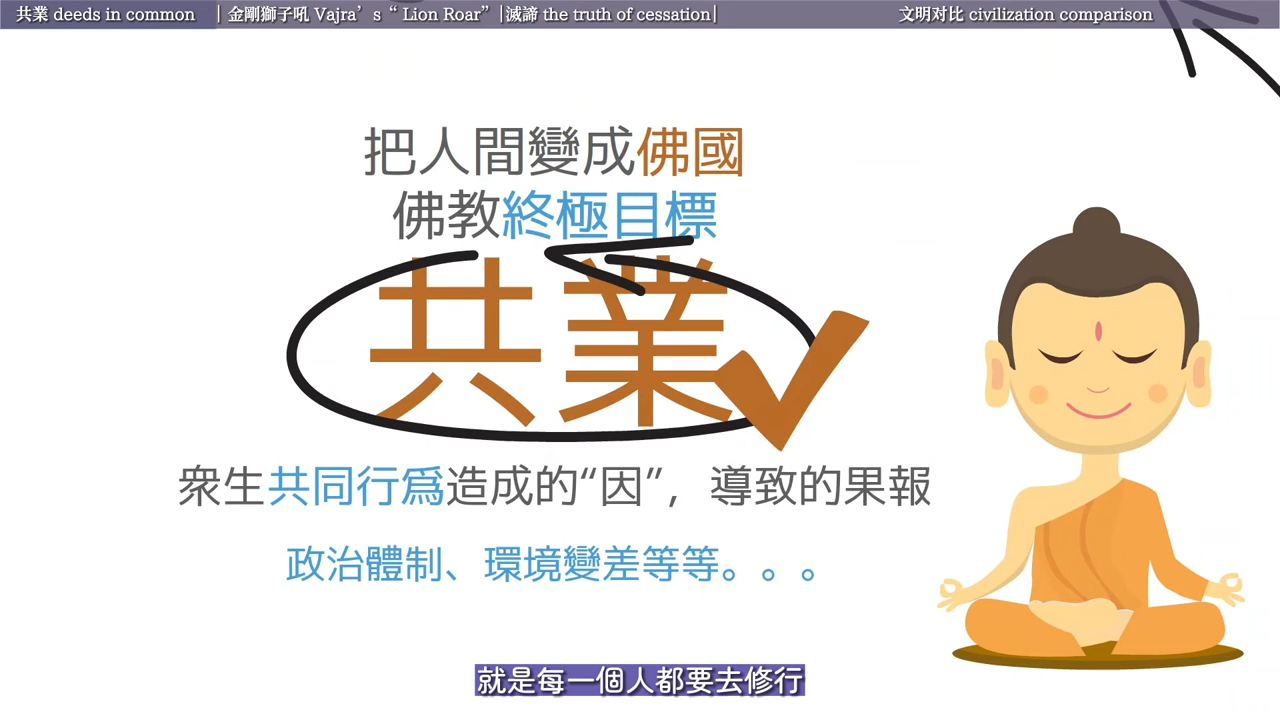 共業 deeds in common | 金剛獅子吼 Vajra’s “Lion Roar” |滅諦 the truth of cessation| 文明对比 civilization comparison
把人間變成佛國
佛教終極目標
共業
衆生共同行爲造成的“因”，導致的果報
政治體制、環境變差等等。。。
就是每一個人都要去修行